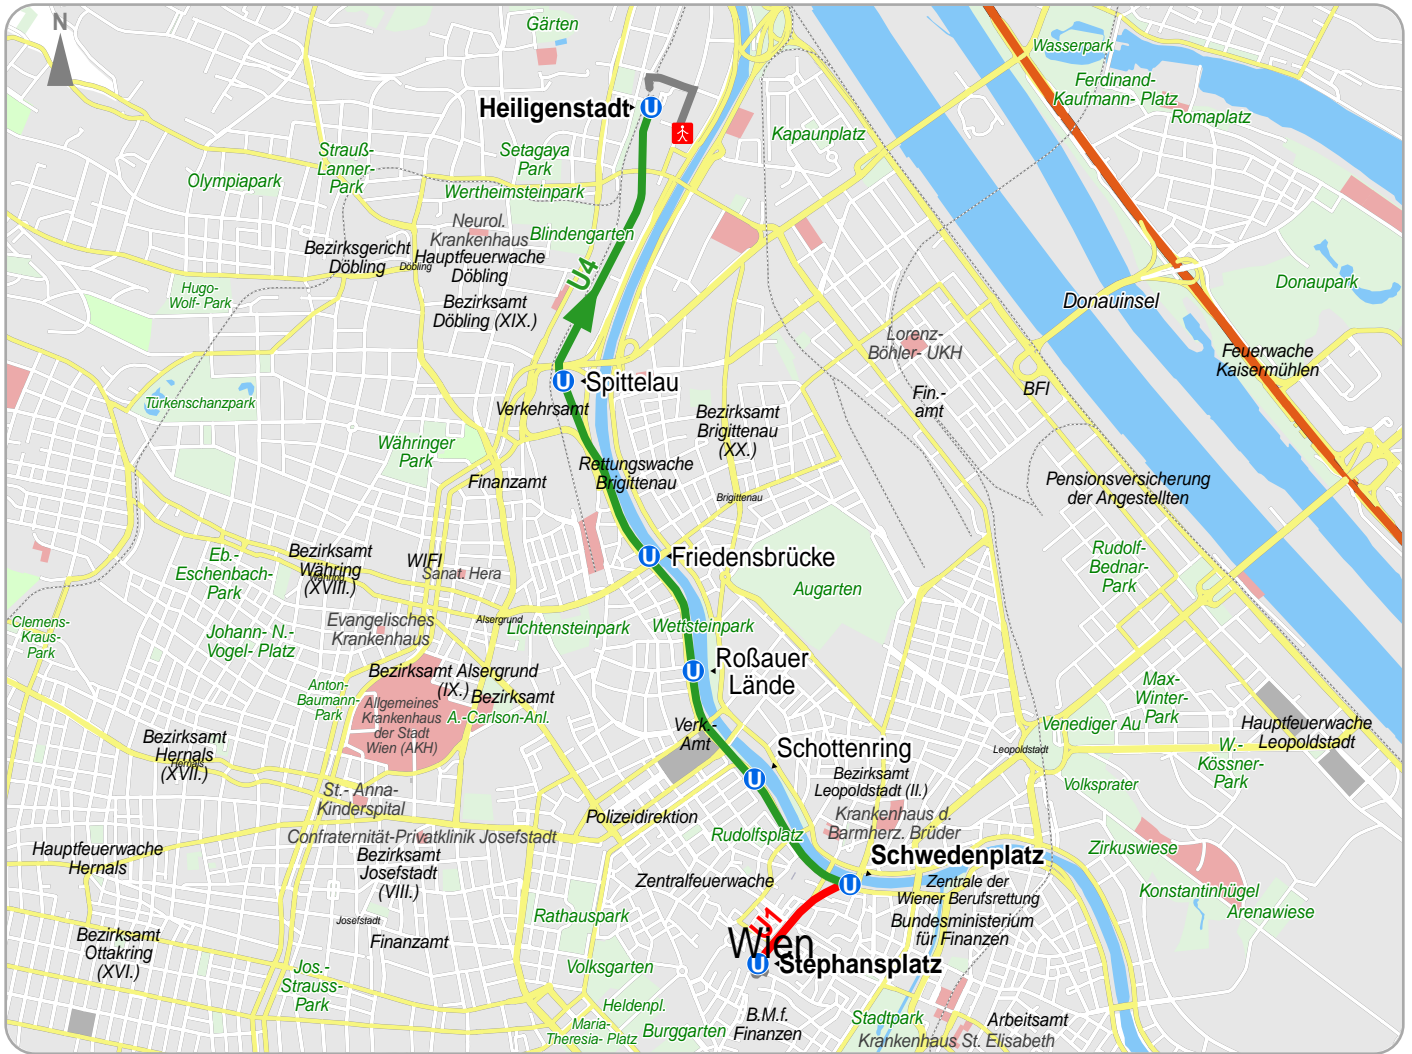 N
Gärten
Wasserpark
Ferdinand-
Kaufmann- Platz
Romaplatz
Heiligenstadt
U
Kapaunplatz
Strauß-
Lanner-
Park
Setagaya
Park
Olympiapark
Wertheimsteinpark
Neurol.
Krankenhaus
Blindengarten
Bezirksgericht
Döbling
Döbling
Hauptfeuerwache
Döbling
U4
Hugo-
Wolf- Park
Bezirksamt
Döbling (XIX.)
Donauinsel
Donaupark
Lorenz-
Böhler- UKH
Feuerwache
Kaisermühlen
U
Spittelau
Türkenschanzpark
Verkehrsamt
Bezirksamt
Brigittenau
(XX.)
Fin.-
amt
BFI
Währinger
Park
Rettungswache
Brigittenau
Finanzamt
Brigittenau
Pensionsversicherung
der Angestellten
Eb.-
Eschenbach-
Park
Bezirksamt
Währing
Währing
(XVIII.)
WIFI
Sanat. Hera
U
Friedensbrücke
Augarten
Rudolf-
Bednar-
Park
Clemens-
Kraus-
Park
Johann- N.-
Vogel- Platz
Evangelisches
Krankenhaus
Alsergrund
Lichtensteinpark
Wettsteinpark
U
Roßauer
Lände
Anton-
Baumann-
Park
Bezirksamt Alsergrund
(IX.)
Bezirksamt
Allgemeines
Krankenhaus
der Stadt
Wien (AKH)
A.-Carlson-Anl.
Max-
Winter-
Park
Venediger Au
Hauptfeuerwache
Leopoldstadt
Bezirksamt
Hernals
Hernals
(XVII.)
Verk.-
Amt
Schottenring
U
Leopoldstadt
W.-
Kössner-
Park
Bezirksamt
Leopoldstadt (II.)
Volksprater
St.- Anna-
Kinderspital
Polizeidirektion
Krankenhaus d.
Barmherz. Brüder
Confraternität-Privatklinik Josefstadt
Rudolfsplatz
Hauptfeuerwache
Hernals
Bezirksamt
Josefstadt
(VIII.)
Schwedenplatz
U
Zirkuswiese
Zentralfeuerwache
Zentrale der
Wiener Berufsrettung
Konstantinhügel
Arenawiese
Josefstadt
Rathauspark
U1
Bundesministerium
für Finanzen
Bezirksamt
Ottakring
(XVI.)
Finanzamt
Wien
U
Stephansplatz
Jos.-
Strauss-
Park
Volksgarten
Heldenpl.
Maria-
Theresia- Platz
Burggarten
B.M.f.
Finanzen
Stadtpark
Arbeitsamt
Krankenhaus St. Elisabeth